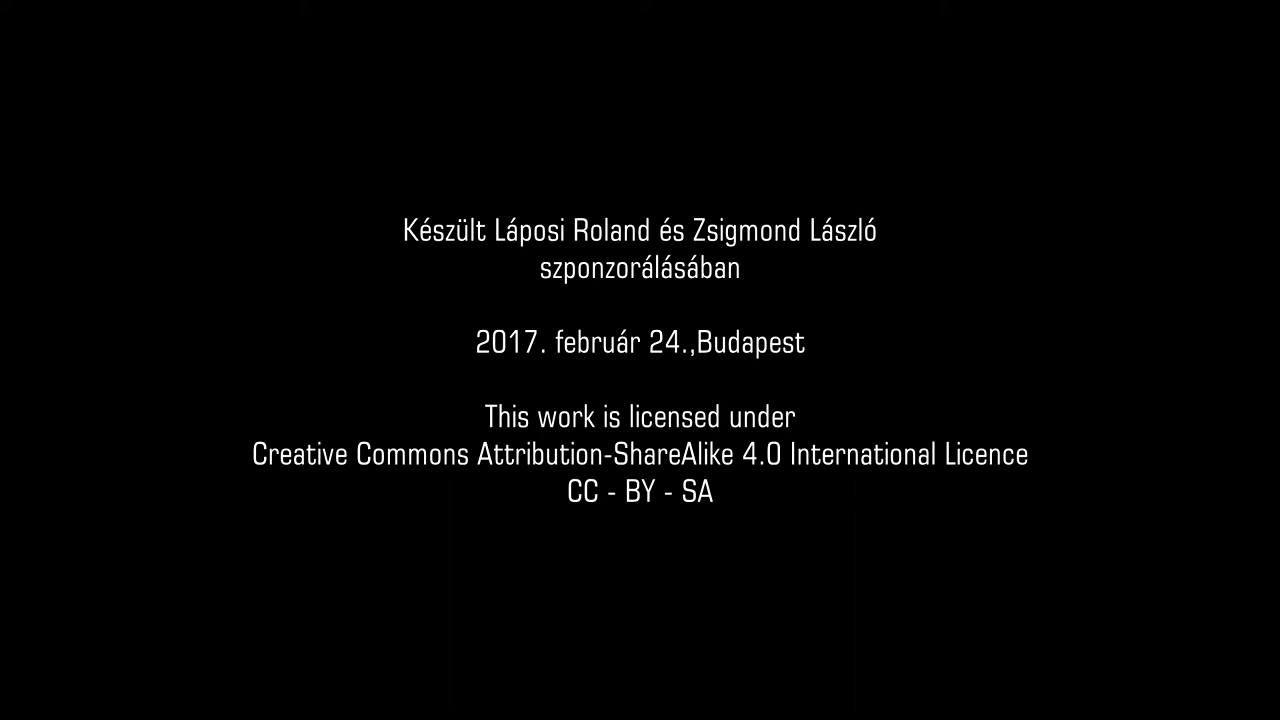 Készült Láposi Roland és Zsigmond László
szponzorálásában
2017. február 24.,Budapest
This work is licensed under
Creative Commons Attribution-ShareAlike 4.0 International Licence
CC - BY - SA